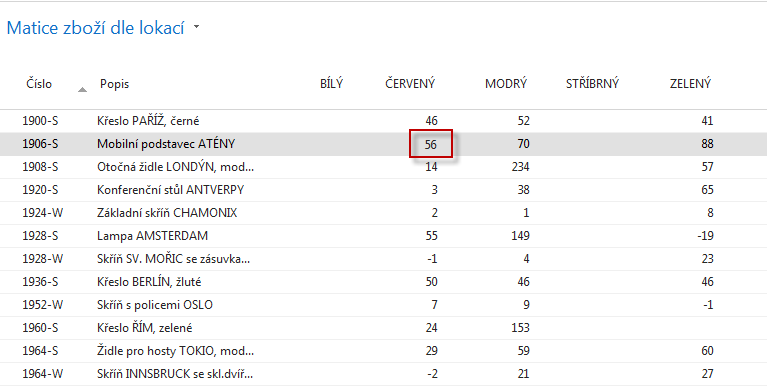 Matice zboží dle lokací
Číslo Popis BÍLÝ ČERVENÝ MODRÝ STŘÍBRNÝ ZELENÝ
1900-S Křeslo PAŘÍŽ, černé 46 52 41
1906-S Mobilní podstavec ATÉNY 56 70 88
1908-S Otočná židle LONDÝN, mod... 14 234 57
1920-S Konferenční stůl ANTVERPY 3 38 65
1924-W Základní skříň CHAMONIX 2 1 8
1928-S Lampa AMSTERDAM 55 149 -19
1928-W Skříň SV. MOŘIC se zásuvka... -1 4 23
1936-S Křeslo BERLÍN, žluté 50 46 46
1952-W Skříň s policemi OSLO 7 9 -1
1960-S Křeslo ŘÍM, zelené 24 153
1964-S Židle pro hosty TOKIO, mod... 29 59 60
1964-W Skříň INNSBRUCK se skl.dvíř... -2 21 27